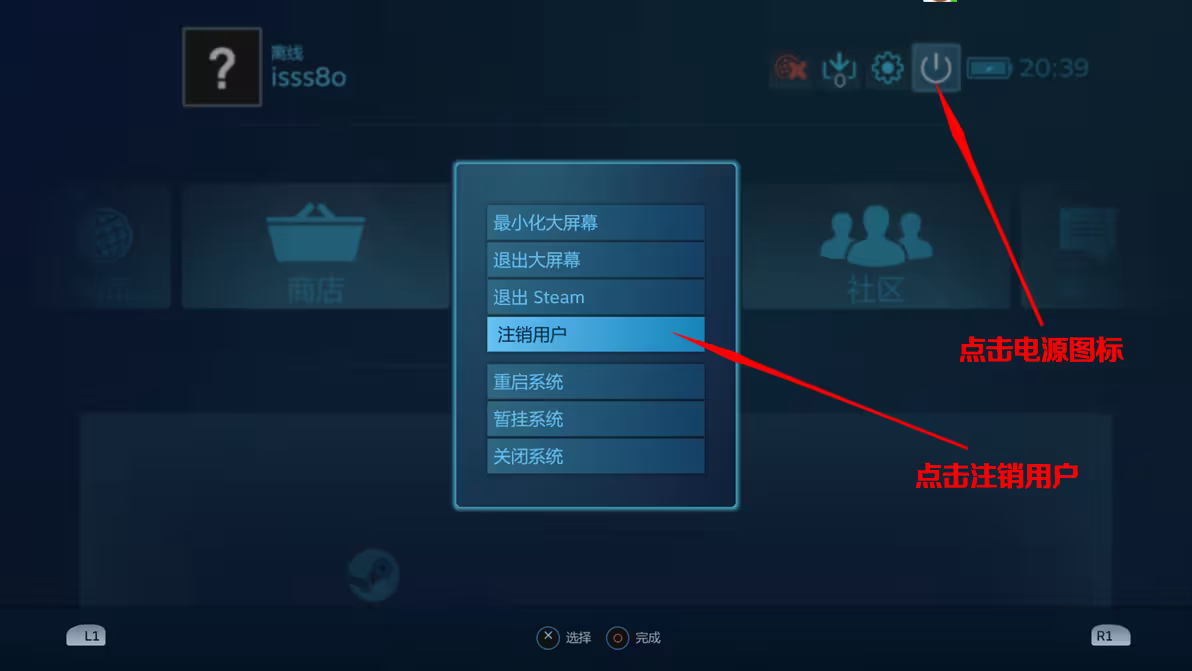 离线
isss8o
20:39
商店
社区
最小化大屏幕
退出大屏幕
退出 Steam
注销用户
重启系统
暂挂系统
关闭系统
点击电源图标
点击注销用户
L1
选择
完成
R1